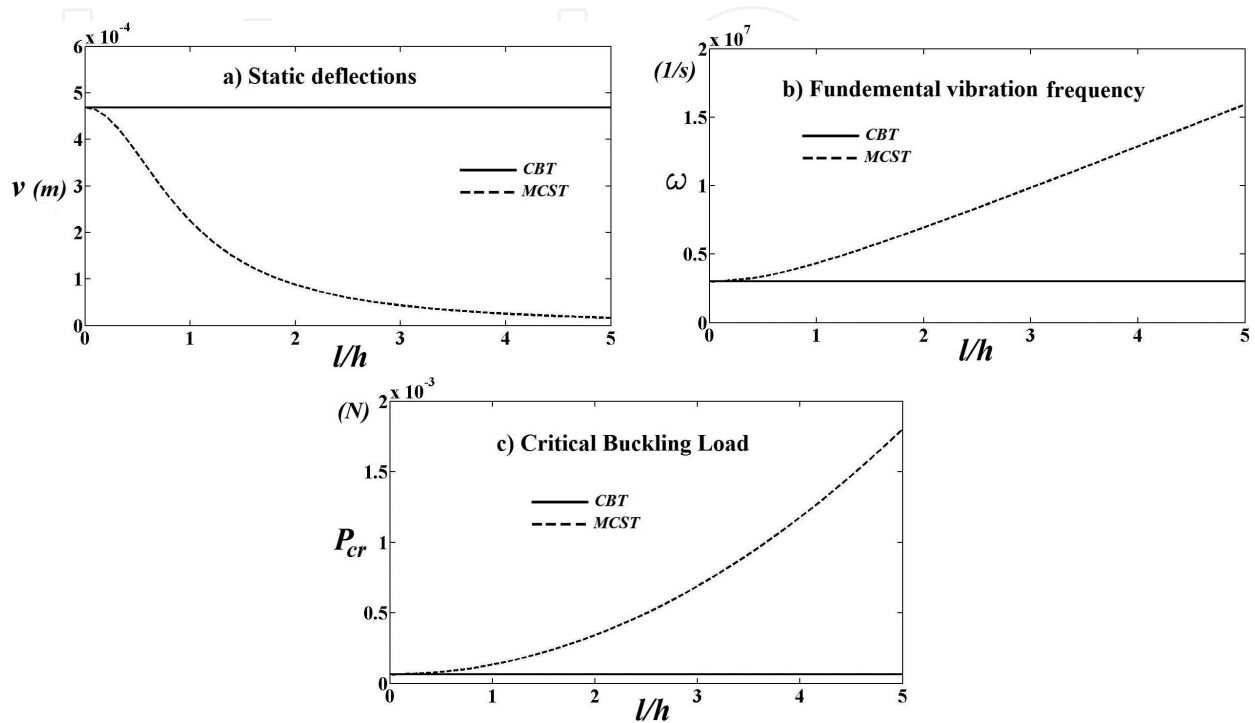 x 10⁻⁴
6
5
4
3
2
1
0
v (m)
a) Static deflections
CBT
MCST
0 1 2 3 4 5
l/h
x 10⁷
2
1.5
1
0.5
0
(1/s)
ω
b) Fundemental vibration frequency
CBT
MCST
0 1 2 3 4 5
l/h
x 10⁻³
2
1.5
1
0.5
0
(N)
P_cr
c) Critical Buckling Load
CBT
MCST
0 1 2 3 4 5
l/h